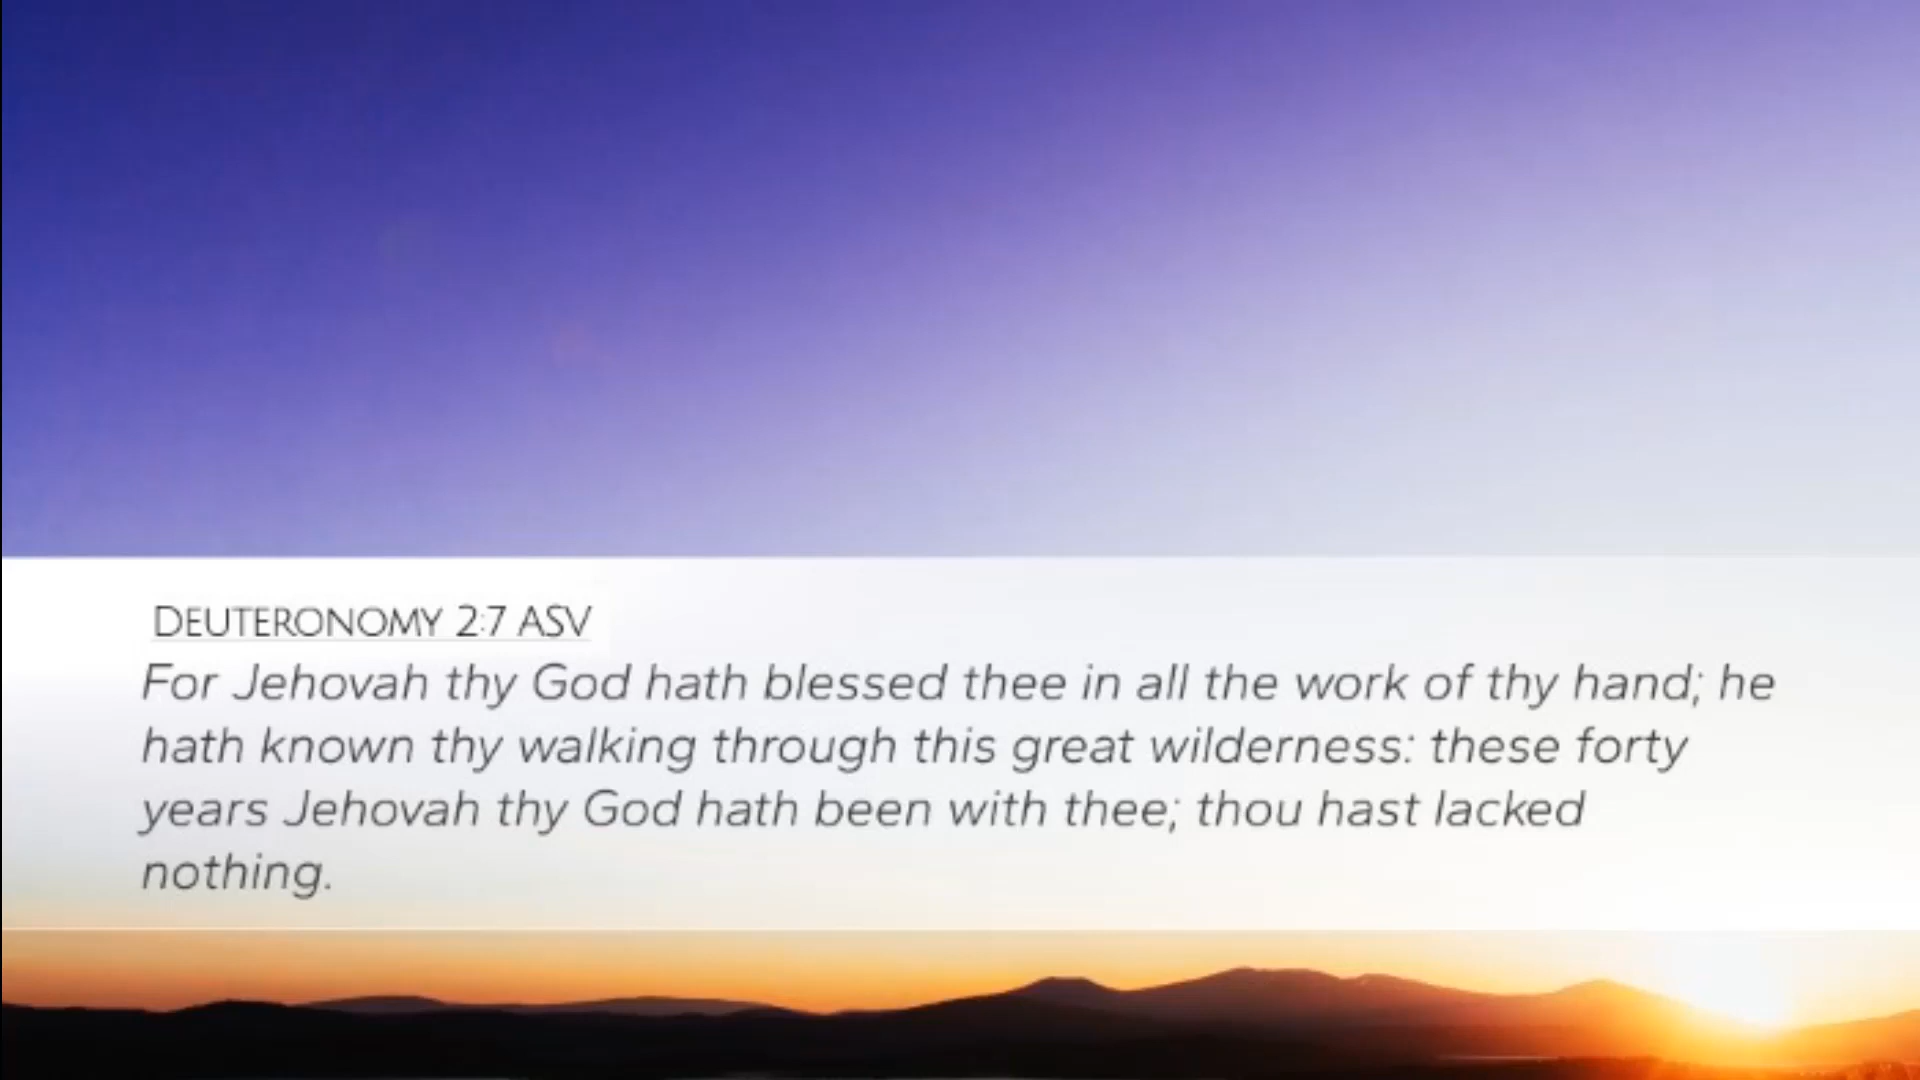 DEUTERONOMY 2:7 ASV
For Jehovah thy God hath blessed thee in all the work of thy hand; he
hath known thy walking through this great wilderness: these forty
years Jehovah thy God hath been with thee; thou hast lacked
nothing.